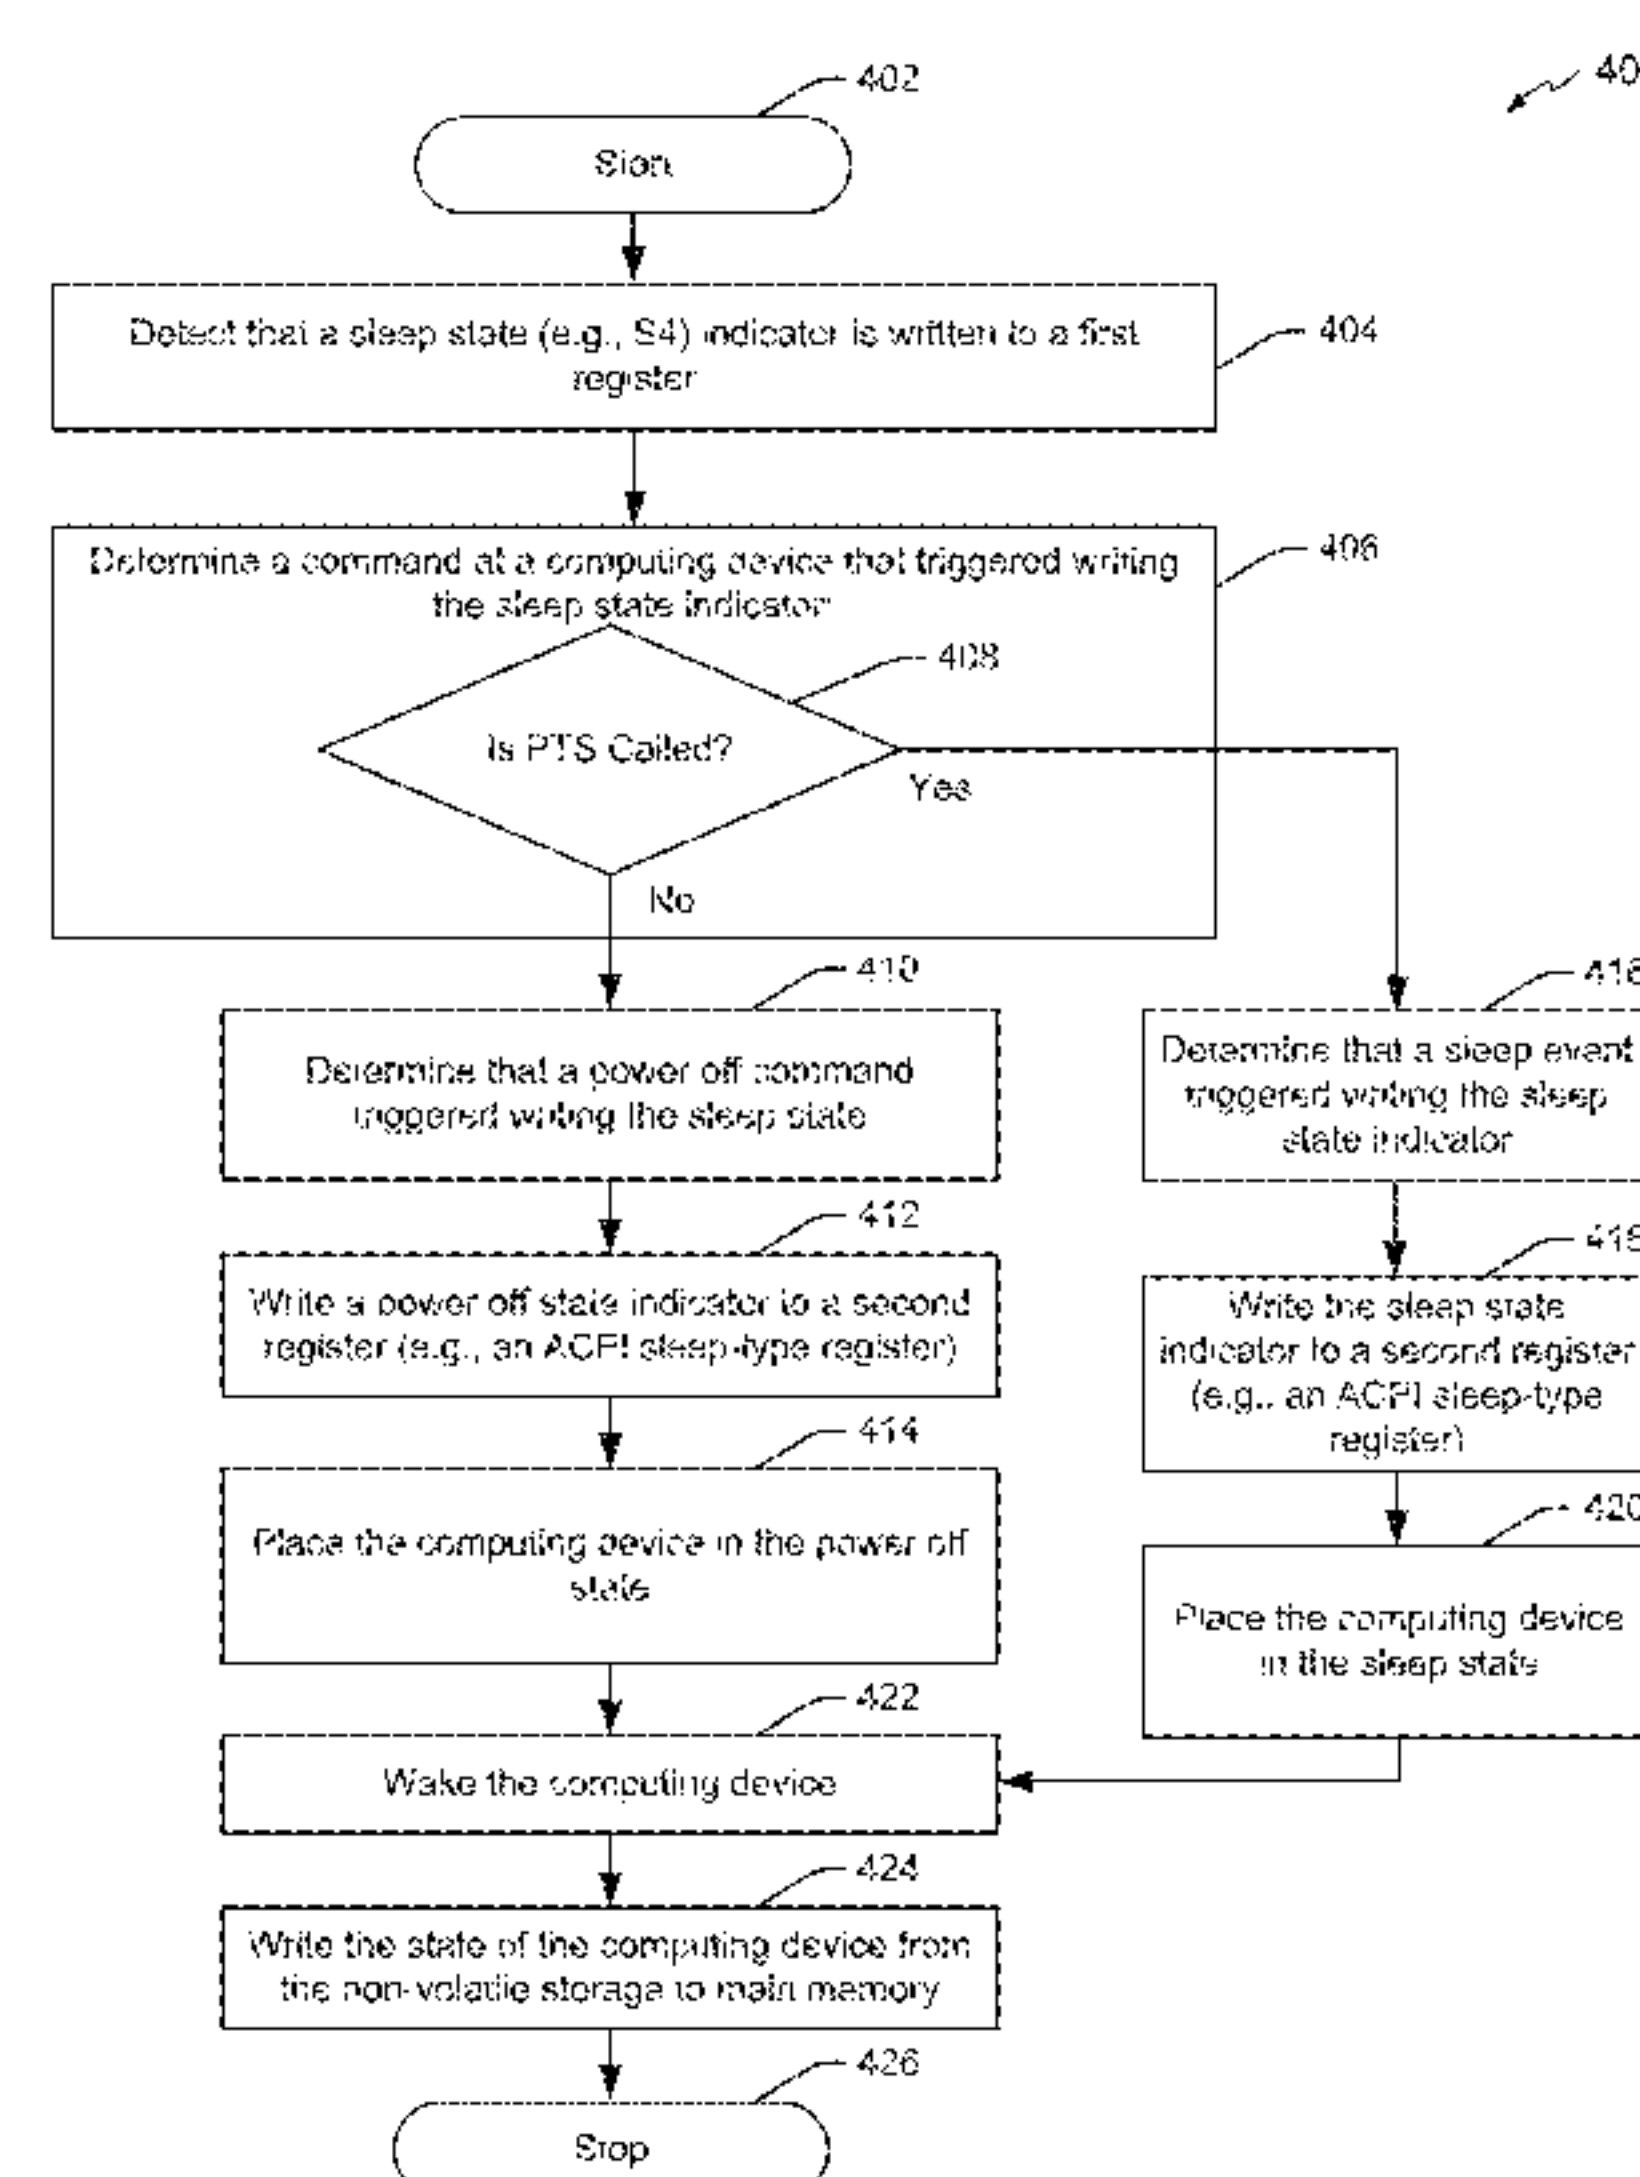 402
40
Start
Detect that a sleep state (e.g., S4) indicator is written to a first
register
404
Determine a command at a computing device that triggered writing
the sleep state indicator
406
408
Is PTS Called?
Yes
No
410
Determine that a power off command
triggered writing the sleep state
416
Determine that a sleep event
triggered writing the sleep
state indicator
412
Write a power off state indicator to a second
register (e.g., an ACPI sleep-type register)
418
Write the sleep state
indicator to a second register
(e.g., an ACPI sleep-type
register)
414
Place the computing device in the power off
state
420
Place the computing device
in the sleep state
422
Wake the computing device
424
Write the state of the computing device from
the non-volatile storage to main memory
426
Stop